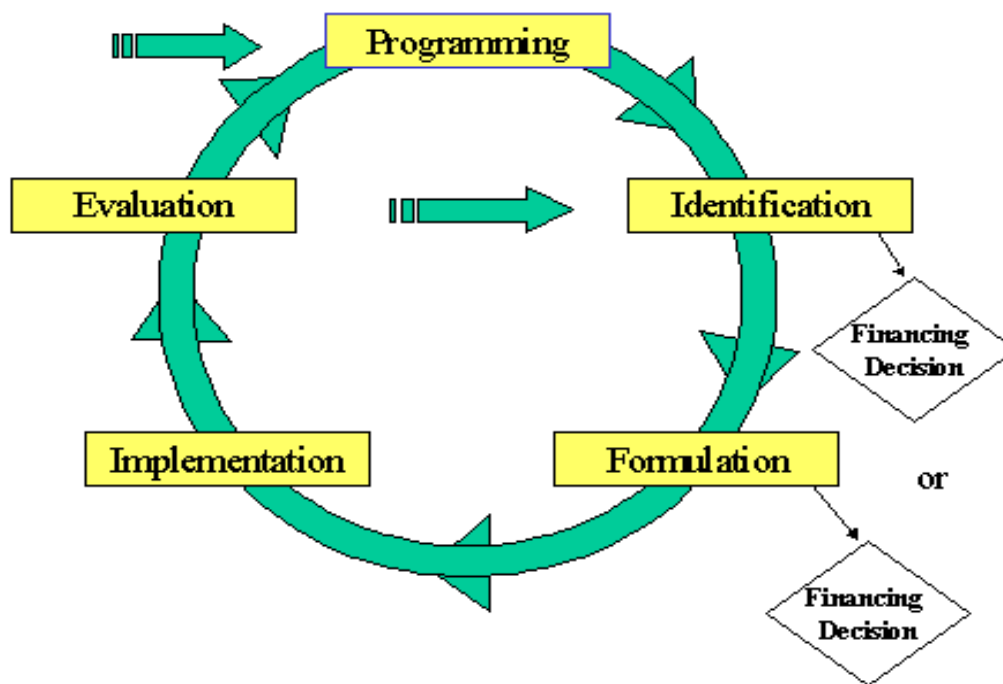 Programming
Evaluation
Identification
Financing
Decision
Implementation
Formulation
or
Financing
Decision